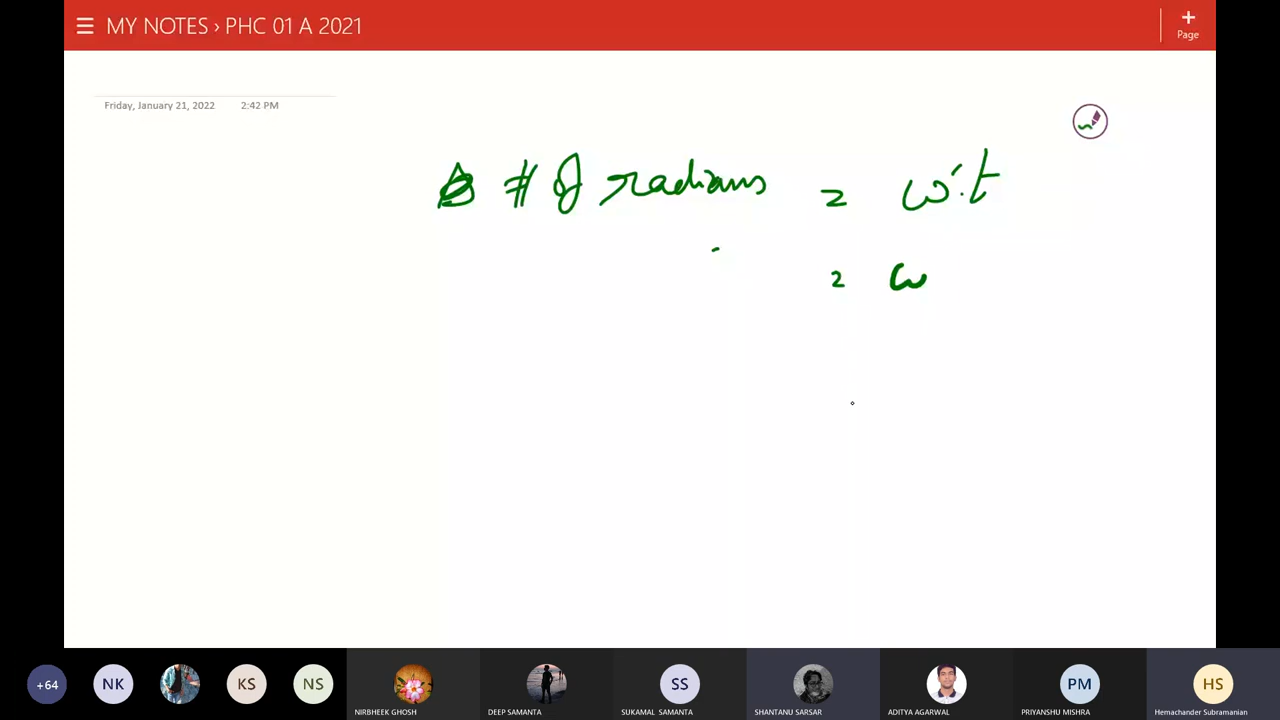 MY NOTES › PHC 01 A 2021
Page
Friday, January 21, 2022 2:42 PM
# of radians = ω'.t
= ω
+64
NK
KS
NS
NIRBHEEK GHOSH
DEEP SAMANTA
SS
SUKAMAL SAMANTA
SHANTANU SARSAR
ADITYA AGARWAL
PM
PRIYANSHU MISHRA
HS
Hemachander Subramanian